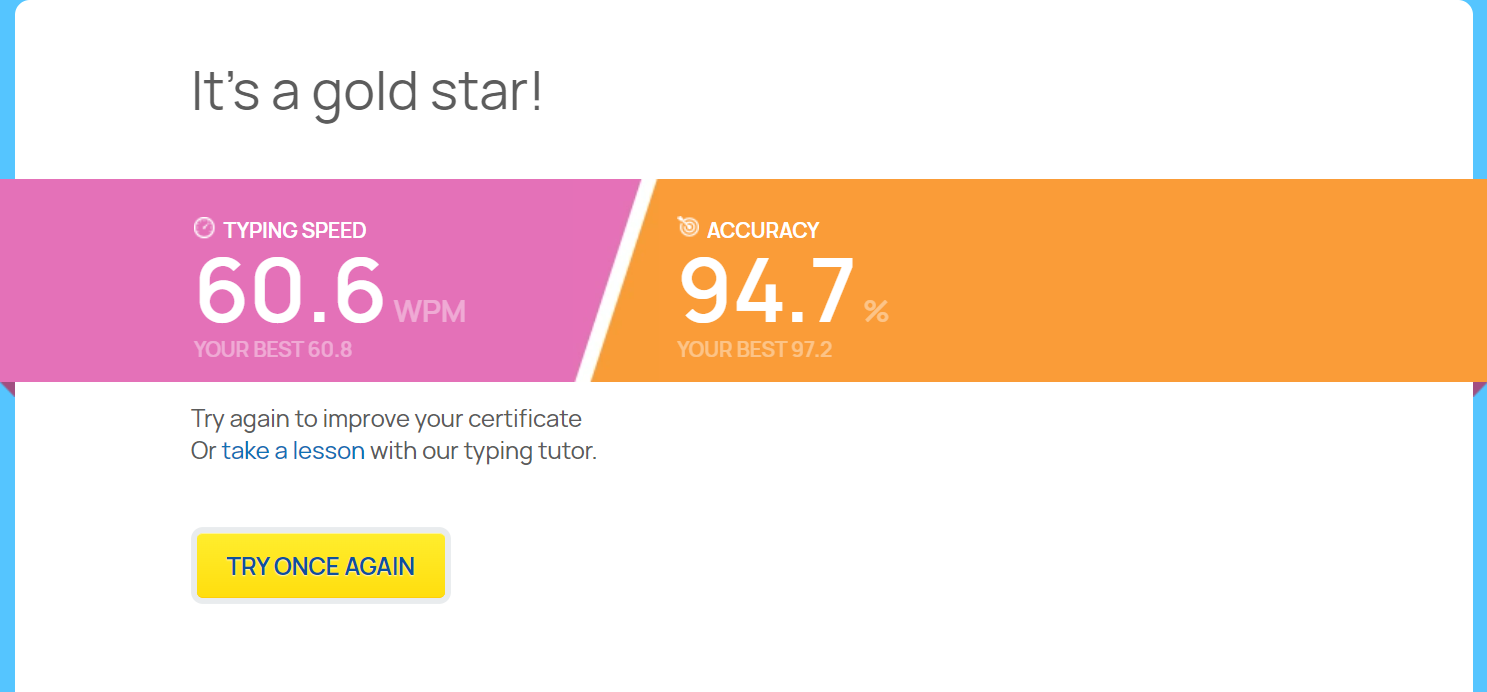 It's a gold star!
TYPING SPEED
60.6 WPM
YOUR BEST 60.8
ACCURACY
94.7 %
YOUR BEST 97.2
Try again to improve your certificate
Or take a lesson with our typing tutor.
TRY ONCE AGAIN